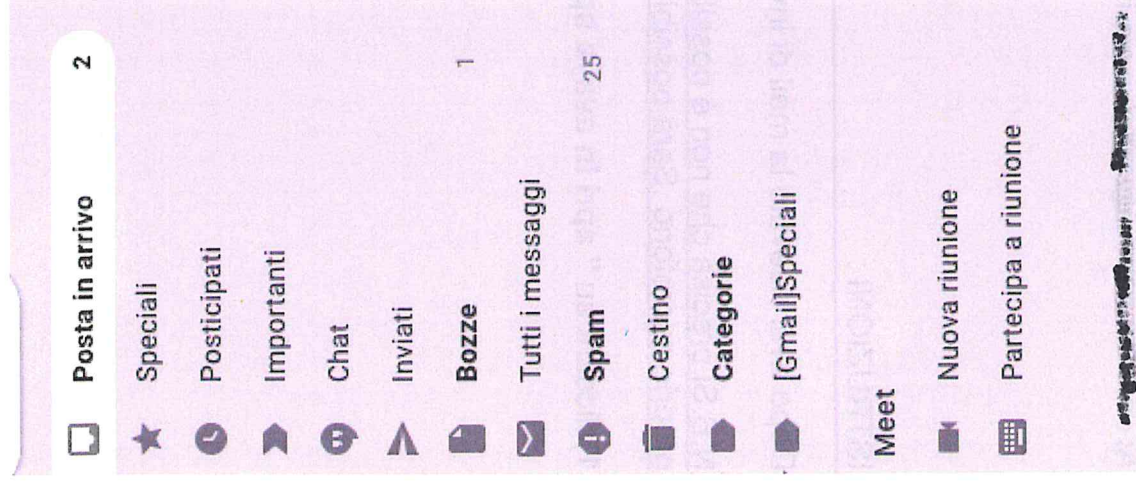 Posta in arrivo 2
Speciali
Posticipati
Importanti
Chat
Inviati
Bozze 1
Tutti i messaggi
Spam 25
Cestino
Categorie
[Gmail]Speciali
Meet
Nuova riunione
Partecipa a riunione